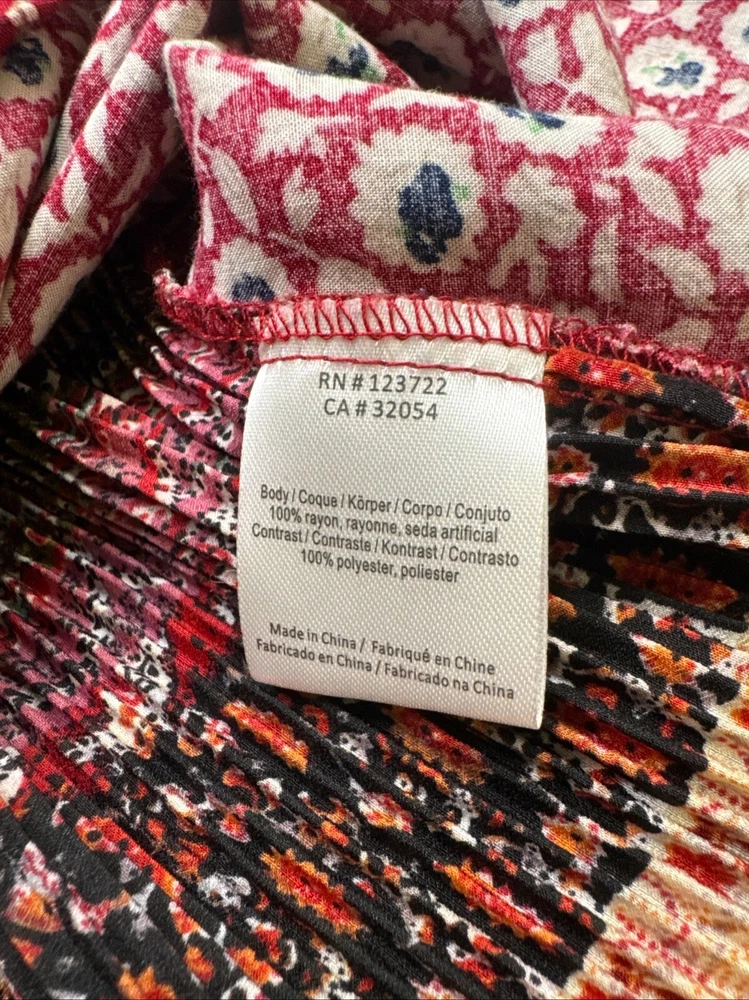 RN # 123722
CA # 32054
Body / Coque / Körper / Corpo / Conjuto
100% rayon, rayonne, seda artificial
Contrast / Contraste / Kontrast / Contrasto
100% polyester, poliester
Made in China / Fabriqué en Chine
Fabricado en China / Fabricado na China